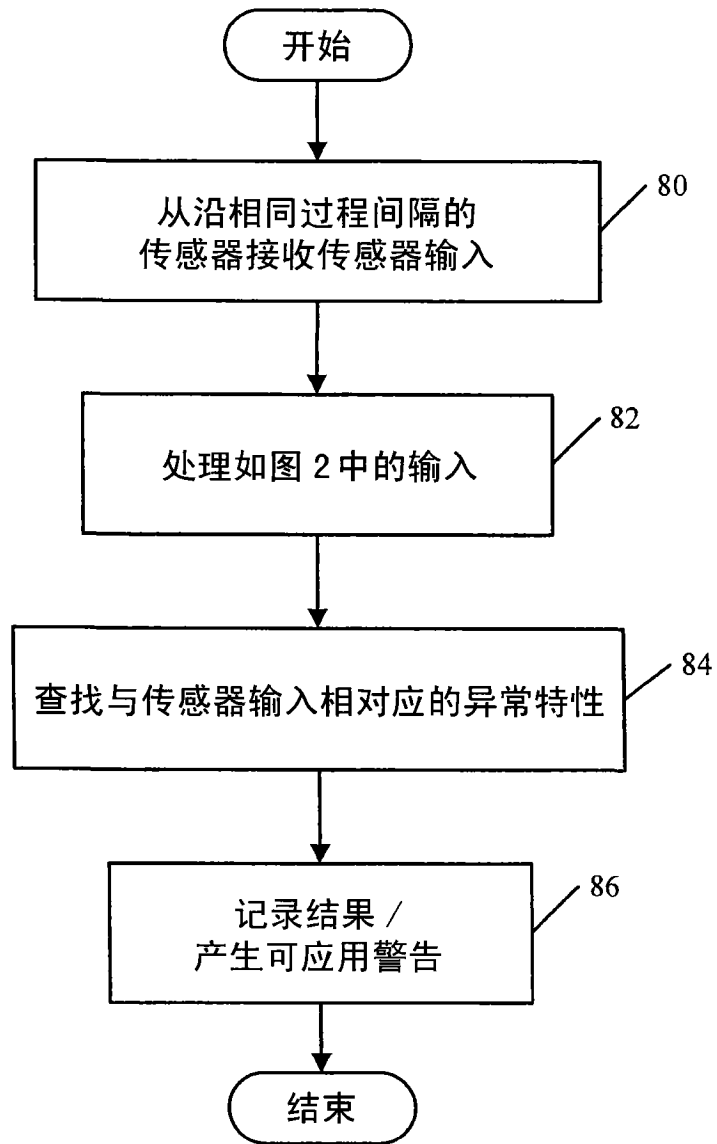 开始
80
从沿相同过程间隔的
传感器接收传感器输入
82
处理如图 2 中的输入
84
查找与传感器输入相对应的异常特性
86
记录结果 /
产生可应用警告
结束